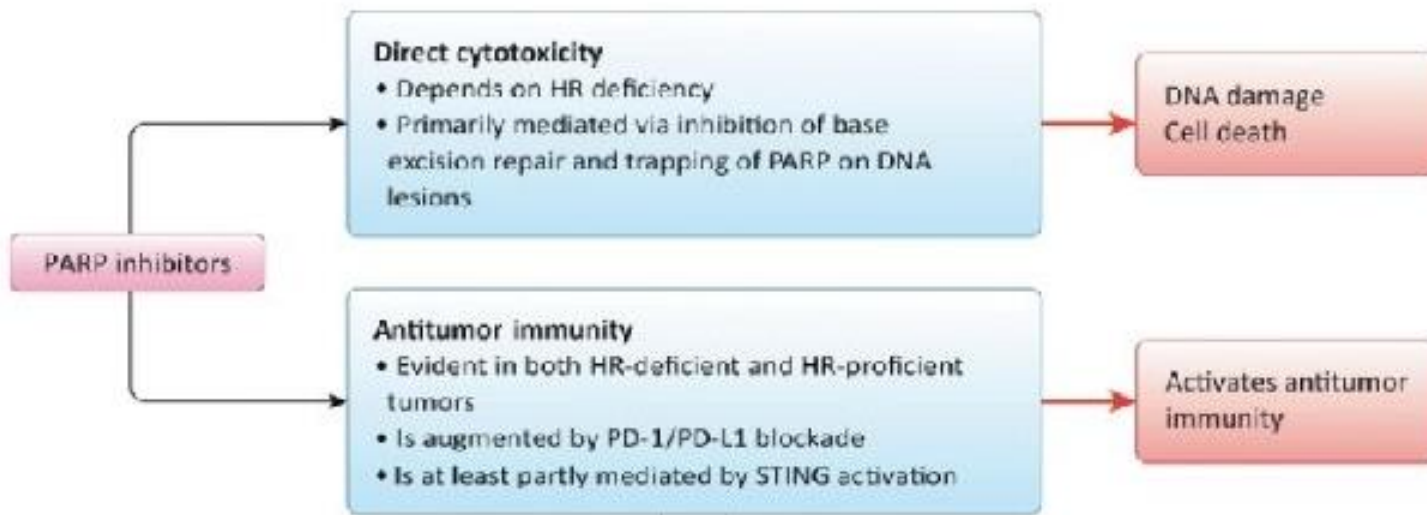 Direct cytotoxicity
• Depends on HR deficiency
• Primarily mediated via inhibition of base
excision repair and trapping of PARP on DNA
lesions
DNA damage
Cell death
PARP inhibitors
Antitumor immunity
• Evident in both HR-deficient and HR-proficient
tumors
• Is augmented by PD-1/PD-L1 blockade
• Is at least partly mediated by STING activation
Activates antitumor
immunity